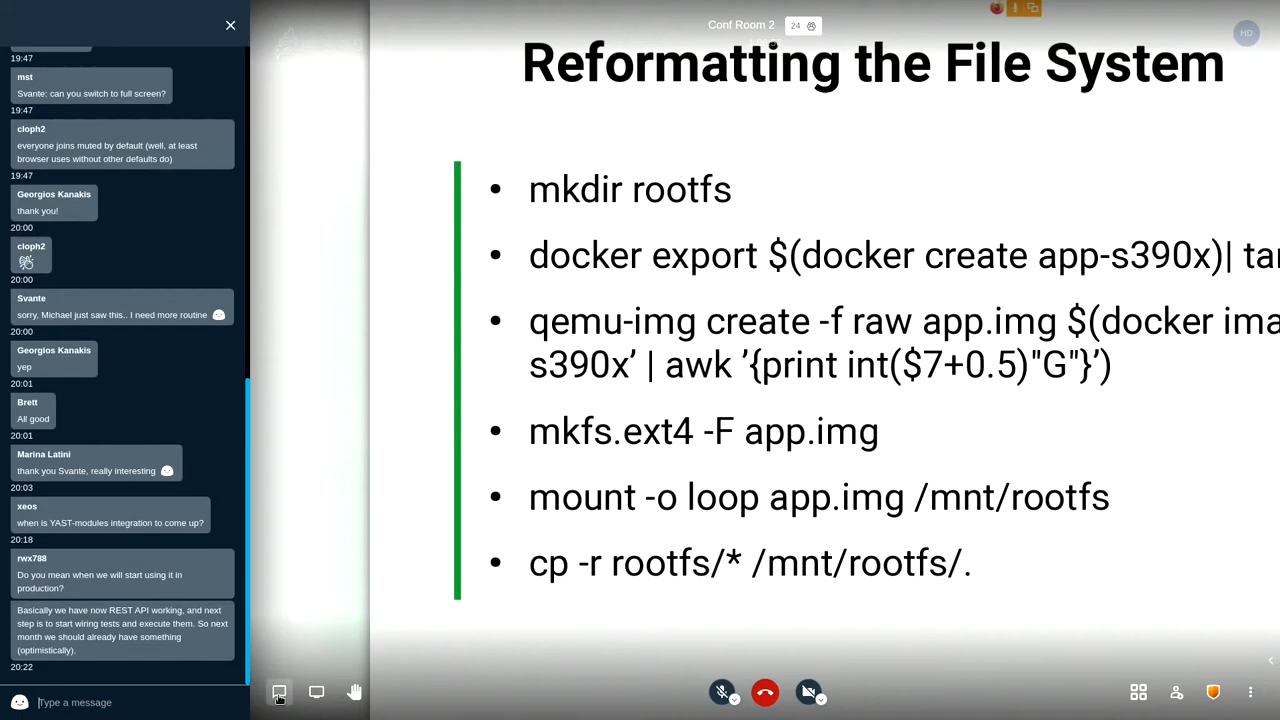 Conf Room 2
24
HD
Reformatting the File System
• mkdir rootfs
• docker export $(docker create app-s390x)| tar
• qemu-img create -f raw app.img $(docker ima
s390x’ | awk ’{print int($7+0.5)"G"}’)
• mkfs.ext4 -F app.img
• mount -o loop app.img /mnt/rootfs
• cp -r rootfs/* /mnt/rootfs/.
19:47
mst
Svante: can you switch to full screen?
19:47
cloph2
everyone joins muted by default (well, at least
browser uses without other defaults do)
19:47
Georgios Kanakis
thank you!
20:00
cloph2
👏
20:00
Svante
sorry, Michael just saw this.. I need more routine
20:00
Georgios Kanakis
yep
20:01
Brett
All good
20:01
Marina Latini
thank you Svante, really interesting
20:03
xeos
when is YAST-modules integration to come up?
20:18
rwx788
Do you mean when we will start using it in
production?
Basically we have now REST API working, and next
step is to start wiring tests and execute them. So next
month we should already have something
(optimistically).
20:22
Type a message